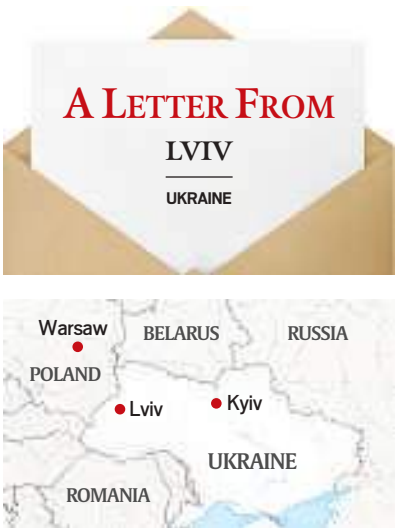 A LETTER FROM
LVIV
UKRAINE
Warsaw
BELARUS
RUSSIA
POLAND
Lviv
Kyiv
UKRAINE
ROMANIA